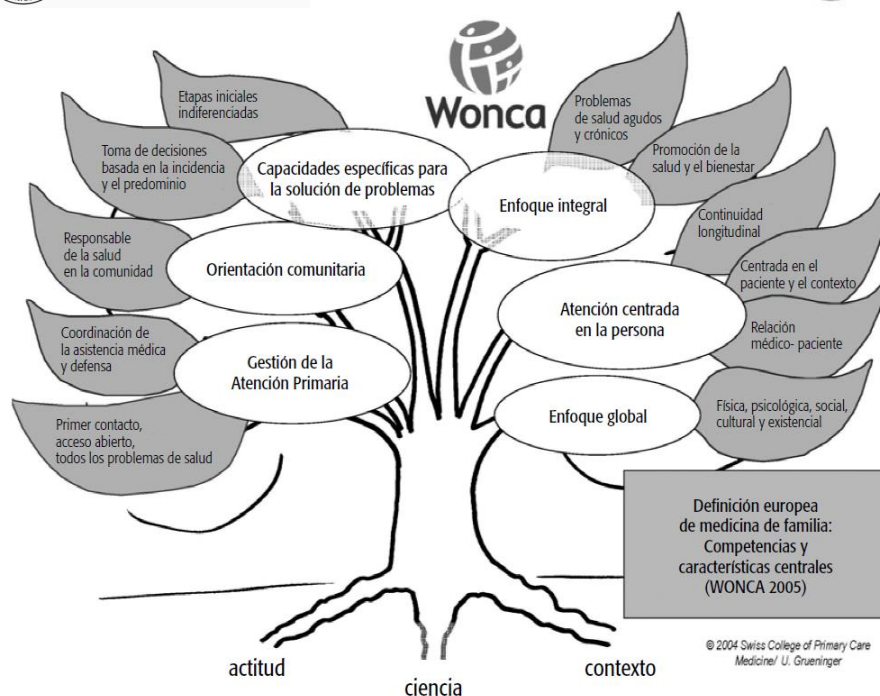 Wonca
Etapas iniciales
indiferenciadas
Toma de decisiones
basada en la incidencia
y el predominio
Responsable
de la salud
en la comunidad
Coordinación de
la asistencia médica
y defensa
Primer contacto,
acceso abierto,
todos los problemas de salud
Capacidades específicas para
la solución de problemas
Orientación comunitaria
Gestión de la
Atención Primaria
Enfoque integral
Atención centrada
en la persona
Enfoque global
Problemas
de salud agudos
y crónicos
Promoción de la
salud y el bienestar
Continuidad
longitudinal
Centrada en el
paciente y el contexto
Relación
médico- paciente
Física, psicológica, social,
cultural y existencial
Definición europea
de medicina de familia:
Competencias y
características centrales
(WONCA 2005)
© 2004 Swiss College of Primary Care
Medicine/ U. Grueninger
actitud
ciencia
contexto